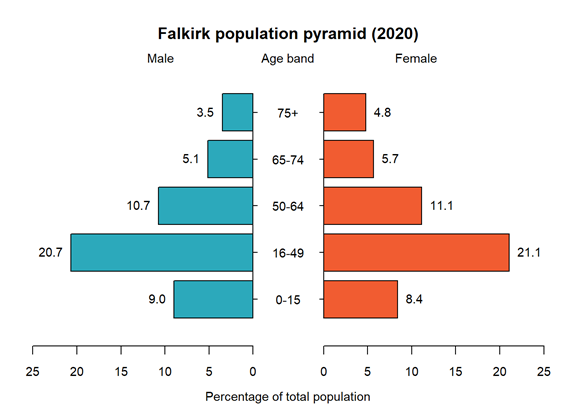 Falkirk population pyramid (2020)
Male Age band Female
3.5 75+ 4.8
5.1 65-74 5.7
10.7 50-64 11.1
20.7 16-49 21.1
9.0 0-15 8.4
25 20 15 10 5 0 0 5 10 15 20 25
Percentage of total population